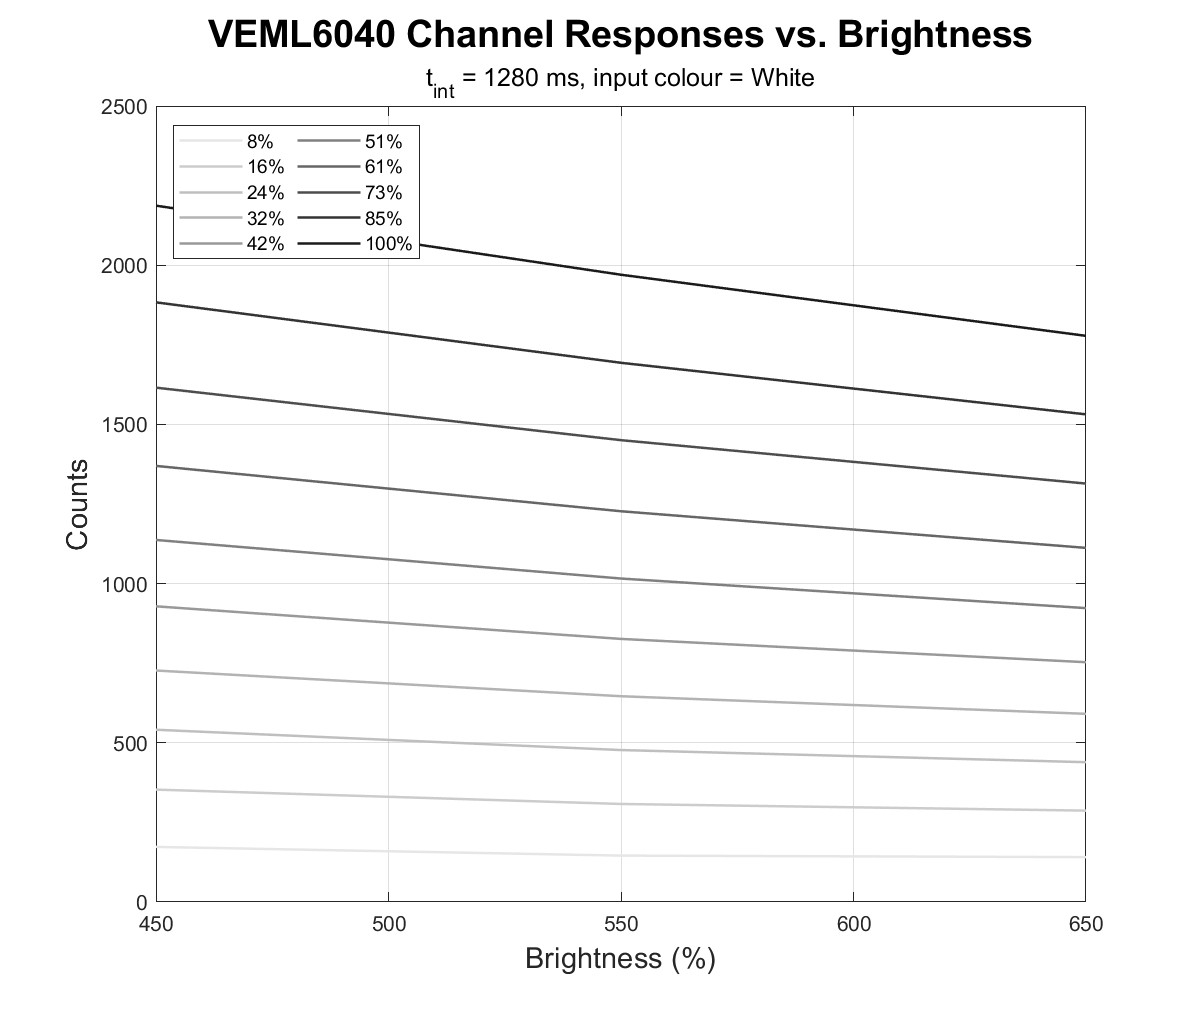 VEML6040 Channel Responses vs. Brightness
t_int = 1280 ms, input colour = White
2500
2000
1500
1000
500
0
Counts
8% 51%
16% 61%
24% 73%
32% 85%
42% 100%
450 500 550 600 650
Brightness (%)